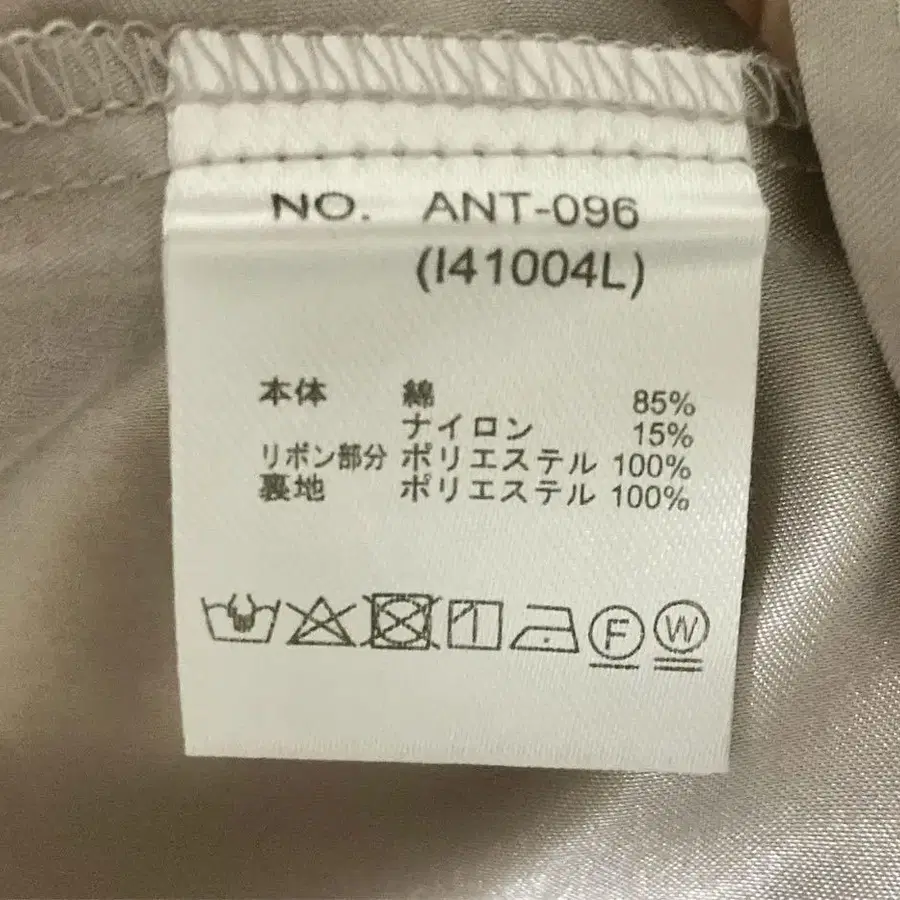 NO. ANT-096
(I41004L)
本体 綿 85%
ナイロン 15%
リボン部分 ポリエステル 100%
裏地 ポリエステル 100%
F W